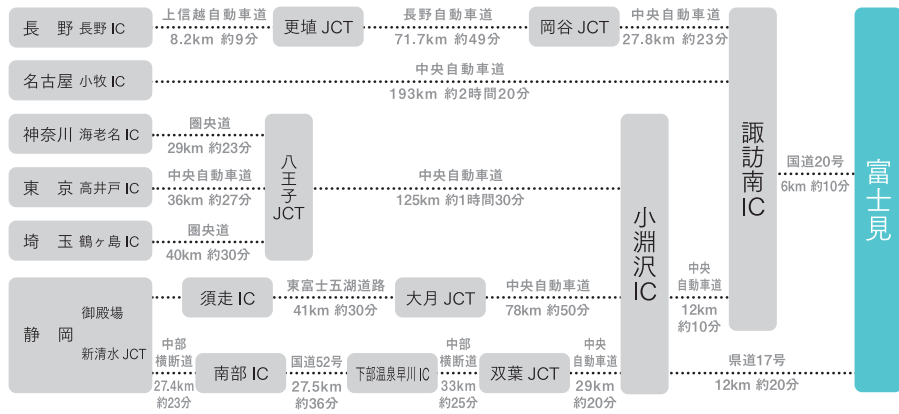 長　野 長野 IC
上信越自動車道
8.2km 約9分
更埴 JCT
長野自動車道
71.7km 約49分
岡谷 JCT
中央自動車道
27.8km 約23分
名古屋 小牧 IC
中央自動車道
193km 約2時間20分
神奈川 海老名 IC
圏央道
29km 約23分
東　京 高井戸 IC
中央自動車道
36km 約27分
埼　玉 鶴ヶ島 IC
圏央道
40km 約30分
八王子JCT
中央自動車道
125km 約1時間30分
静　岡
御殿場
新清水 JCT
須走 IC
東富士五湖道路
41km 約30分
大月 JCT
中央自動車道
78km 約50分
中部
横断道
27.4km
約23分
南部 IC
国道52号
27.5km
約36分
下部温泉早川 IC
中部
横断道
33km
約25分
双葉 JCT
中央
自動車道
29km
約20分
小淵沢IC
中央
自動車道
12km
約10分
諏訪南IC
国道20号
6km 約10分
県道17号
12km 約20分
富士見